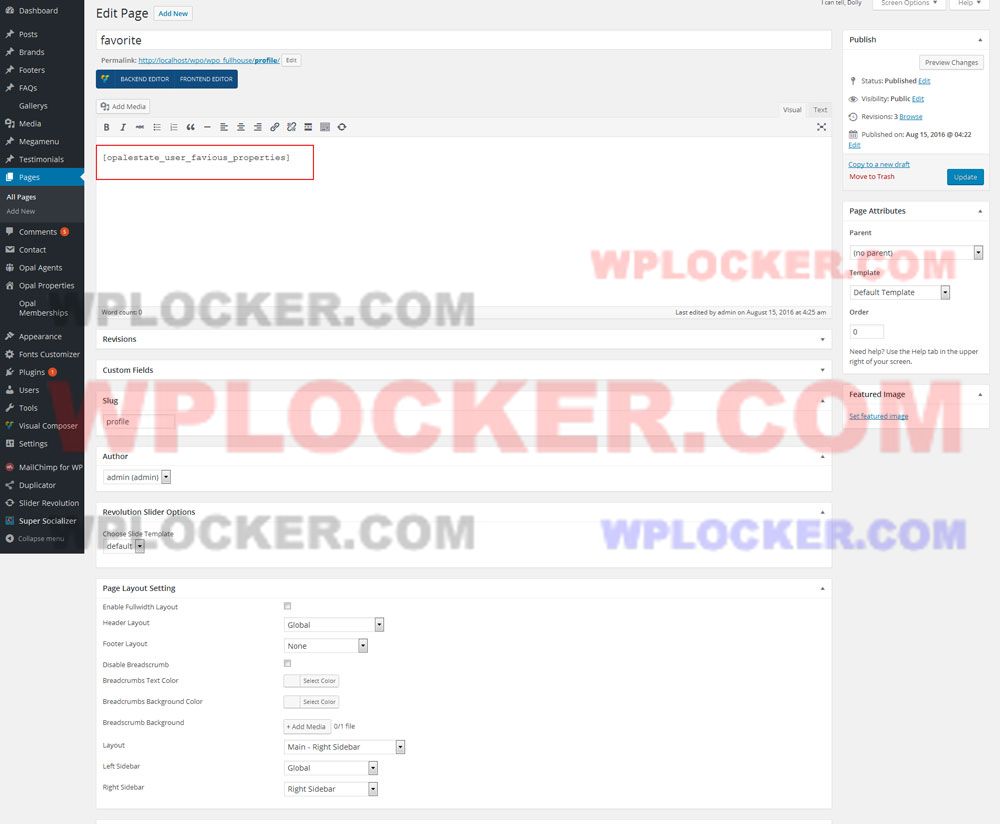 I can tell, Dolly
Screen Options
Help
Dashboard
Posts
Brands
Footers
FAQs
Gallerys
Media
Megamenu
Testimonials
Pages
All Pages
Add New
Comments 5
Contact
Opal Agents
Opal Properties
Opal
Memberships
Appearance
Fonts Customizer
Plugins 1
Users
Tools
Visual Composer
Settings
MailChimp for WP
Duplicator
Slider Revolution
Super Socializer
Collapse menu
Edit Page Add New
favorite
Permalink: http://localhost/wpo/wpo_fullhouse/profile/ Edit
BACKEND EDITOR FRONTEND EDITOR
Add Media
Visual Text
B I ABC
[opalestate_user_favious_properties]
Word count: 0
Last edited by admin on August 15, 2016 at 4:25 am
Revisions
Custom Fields
Slug
profile
Author
admin (admin)
Revolution Slider Options
Choose Slide Template
default
Page Layout Setting
Enable Fullwidth Layout
Header Layout Global
Footer Layout None
Disable Breadscrumb
Breadcrumbs Text Color Select Color
Breadcrumbs Background Color Select Color
Breadscrumb Background + Add Media 0/1 file
Layout Main - Right Sidebar
Left Sidebar Global
Right Sidebar Right Sidebar
Publish
Preview Changes
Status: Published Edit
Visibility: Public Edit
Revisions: 3 Browse
Published on: Aug 15, 2016 @ 04:22
Edit
Copy to a new draft
Move to Trash
Update
Page Attributes
Parent
(no parent)
Template
Default Template
Order
0
Need help? Use the Help tab in the upper
right of your screen.
Featured Image
Set featured image
WPLOCKER.COM
WPLOCKER.COM
WPLOCKER.COM
WPLOCKER.COM
WPLOCKER.COM